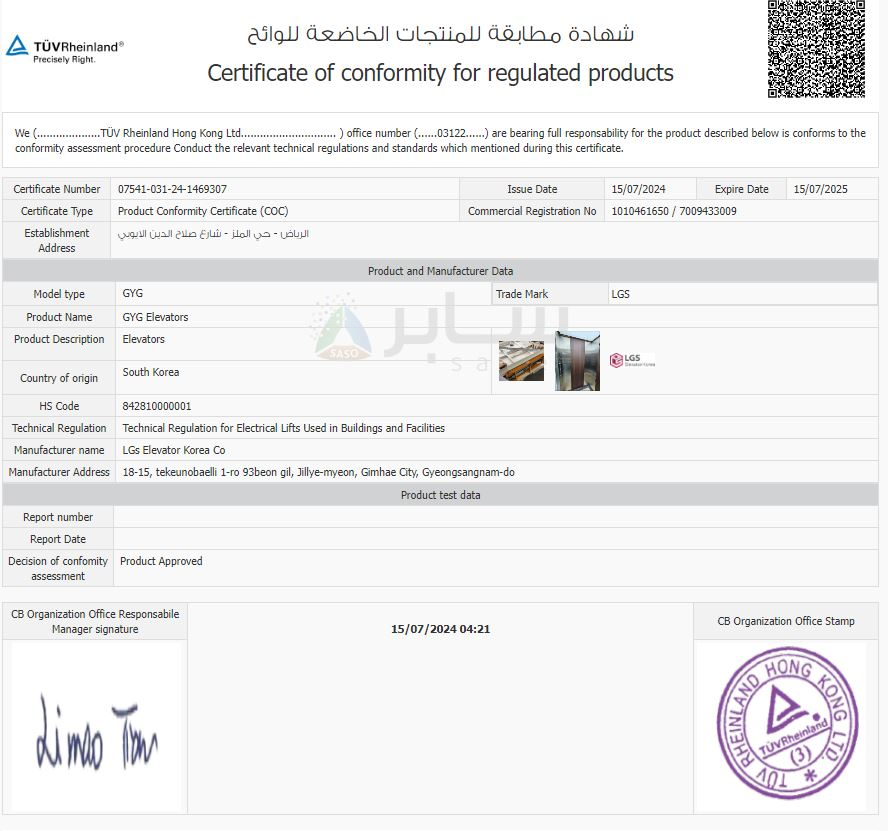 TÜVRheinland®
Precisely Right.
شهادة مطابقة للمنتجات الخاضعة للوائح
Certificate of conformity for regulated products
We (.....................TÜV Rheinland Hong Kong Ltd.............................. ) office number (......03122......) are bearing full responsability for the product described below is conforms to the
conformity assessment procedure Conduct the relevant technical regulations and standards which mentioned during this certificate.
Certificate Number 07541-031-24-1469307 Issue Date 15/07/2024 Expire Date 15/07/2025
Certificate Type Product Conformity Certificate (COC) Commercial Registration No 1010461650 / 7009433009
Establishment
Address
الرياض - حي الملز - شارع صلاح الدين الايوبي
Product and Manufacturer Data
Model type GYG Trade Mark LGS
Product Name GYG Elevators
Product Description Elevators
سابر
SASO
LGS
Elevator Korea
Country of origin South Korea
HS Code 842810000001
Technical Regulation Technical Regulation for Electrical Lifts Used in Buildings and Facilities
Manufacturer name LGs Elevator Korea Co
Manufacturer Address 18-15, tekeunobaelli 1-ro 93beon gil, Jillye-myeon, Gimhae City, Gyeongsangnam-do
Product test data
Report number
Report Date
Decision of confomity
assessment
Product Approved
CB Organization Office Responsabile
Manager signature
15/07/2024 04:21
CB Organization Office Stamp
TÜV RHEINLAND HONG KONG LTD.
TÜVRheinland
(3)